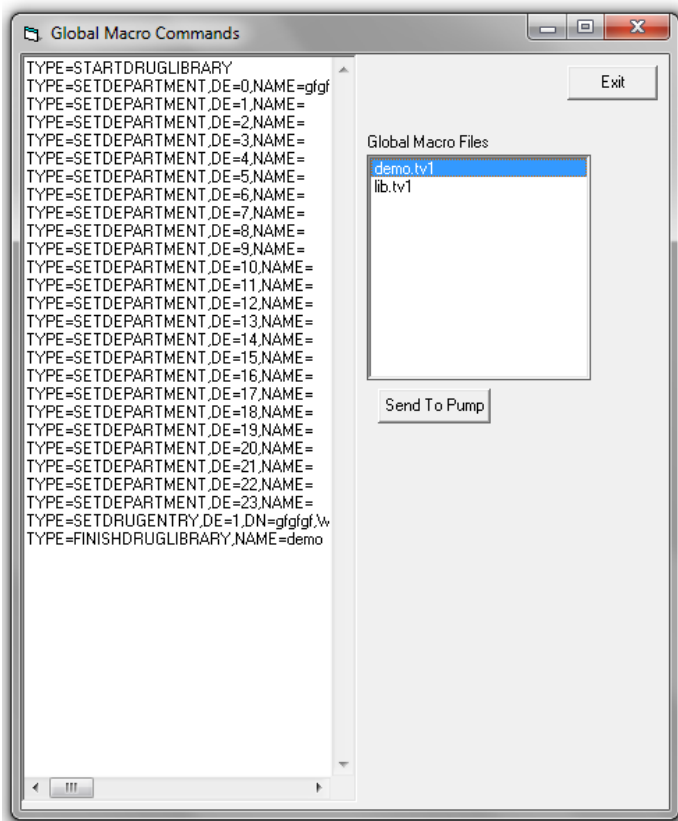 Global Macro Commands
TYPE=STARTDRUGLIBRARY
TYPE=SETDEPARTMENT,DE=0,NAME=gfgf
TYPE=SETDEPARTMENT,DE=1,NAME=
TYPE=SETDEPARTMENT,DE=2,NAME=
TYPE=SETDEPARTMENT,DE=3,NAME=
TYPE=SETDEPARTMENT,DE=4,NAME=
TYPE=SETDEPARTMENT,DE=5,NAME=
TYPE=SETDEPARTMENT,DE=6,NAME=
TYPE=SETDEPARTMENT,DE=7,NAME=
TYPE=SETDEPARTMENT,DE=8,NAME=
TYPE=SETDEPARTMENT,DE=9,NAME=
TYPE=SETDEPARTMENT,DE=10,NAME=
TYPE=SETDEPARTMENT,DE=11,NAME=
TYPE=SETDEPARTMENT,DE=12,NAME=
TYPE=SETDEPARTMENT,DE=13,NAME=
TYPE=SETDEPARTMENT,DE=14,NAME=
TYPE=SETDEPARTMENT,DE=15,NAME=
TYPE=SETDEPARTMENT,DE=16,NAME=
TYPE=SETDEPARTMENT,DE=17,NAME=
TYPE=SETDEPARTMENT,DE=18,NAME=
TYPE=SETDEPARTMENT,DE=19,NAME=
TYPE=SETDEPARTMENT,DE=20,NAME=
TYPE=SETDEPARTMENT,DE=21,NAME=
TYPE=SETDEPARTMENT,DE=22,NAME=
TYPE=SETDEPARTMENT,DE=23,NAME=
TYPE=SETDRUGENTRY,DE=1,DN=gfgfgf,W
TYPE=FINISHDRUGLIBRARY,NAME=demo
Exit
Global Macro Files
demo.tv1
lib.tv1
Send To Pump